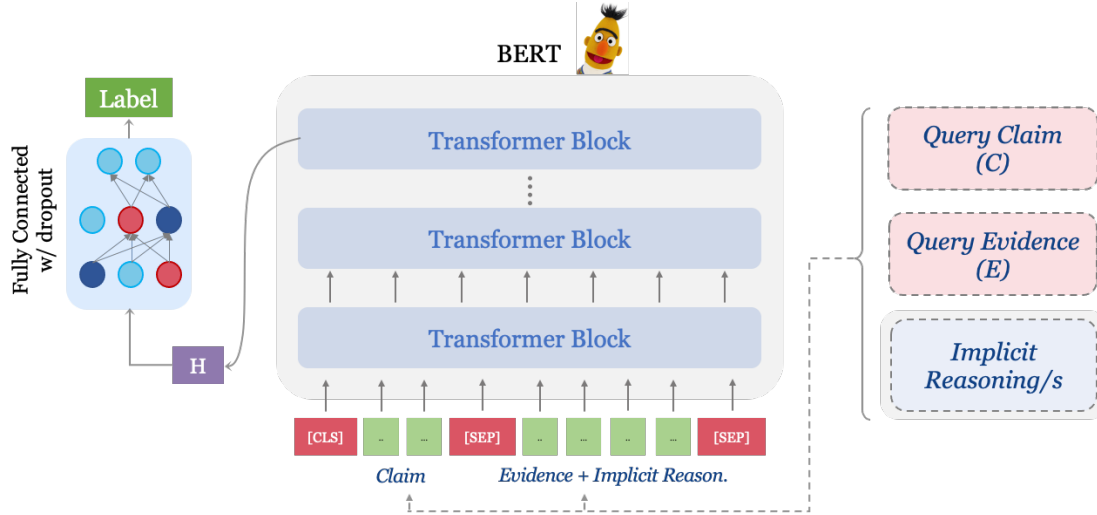 BERT
Label
Fully Connected
w/ dropout
H
Transformer Block
Transformer Block
Transformer Block
[CLS]
..
...
[SEP]
..
...
..
...
[SEP]
Claim
Evidence + Implicit Reason.
Query Claim
(C)
Query Evidence
(E)
Implicit
Reasoning/s